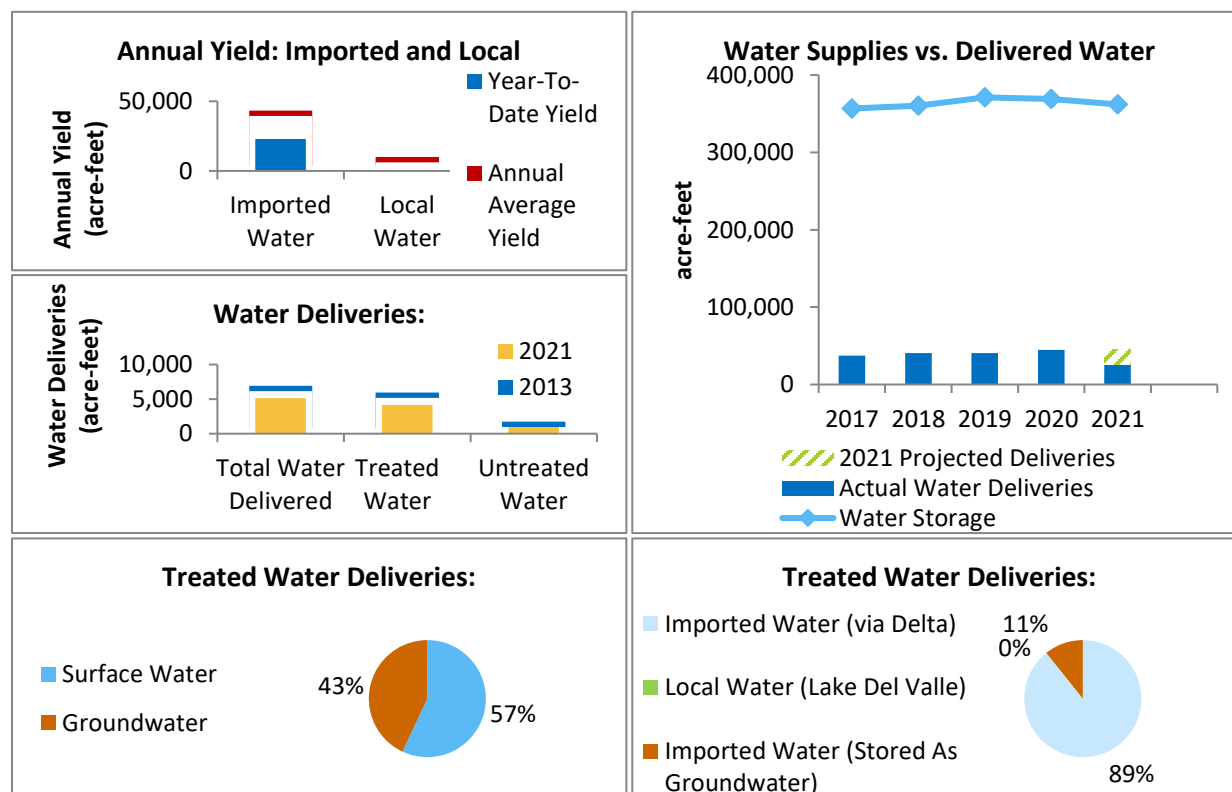 Annual Yield: Imported and Local
Annual Yield
(acre-feet)
50,000
0
Imported
Water
Local
Water
Year-To-
Date Yield
Annual
Average
Yield
Water Deliveries:
Water Deliveries
(acre-feet)
10,000
5,000
0
Total Water
Delivered
Treated
Water
Untreated
Water
2021
2013
Water Supplies vs. Delivered Water
acre-feet
400,000
300,000
200,000
100,000
0
2017 2018 2019 2020 2021
2021 Projected Deliveries
Actual Water Deliveries
Water Storage
Treated Water Deliveries:
Surface Water
Groundwater
43%
57%
Treated Water Deliveries:
Imported Water (via Delta)
Local Water (Lake Del Valle)
Imported Water (Stored As
Groundwater)
11%
0%
89%